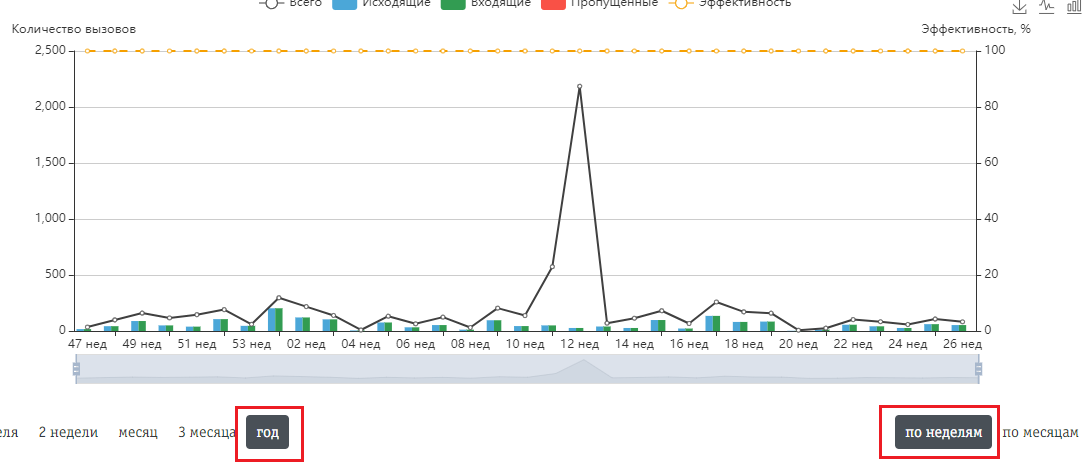 Всего Исходящие Входящие Пропущенные Эффективность
Количество вызовов Эффективность, %
2,500 100
2,000 80
1,500 60
1,000 40
500 20
0 0
47 нед 49 нед 51 нед 53 нед 02 нед 04 нед 06 нед 08 нед 10 нед 12 нед 14 нед 16 нед 18 нед 20 нед 22 нед 24 нед 26 нед
еля 2 недели месяц 3 месяца год по неделям по месяцам